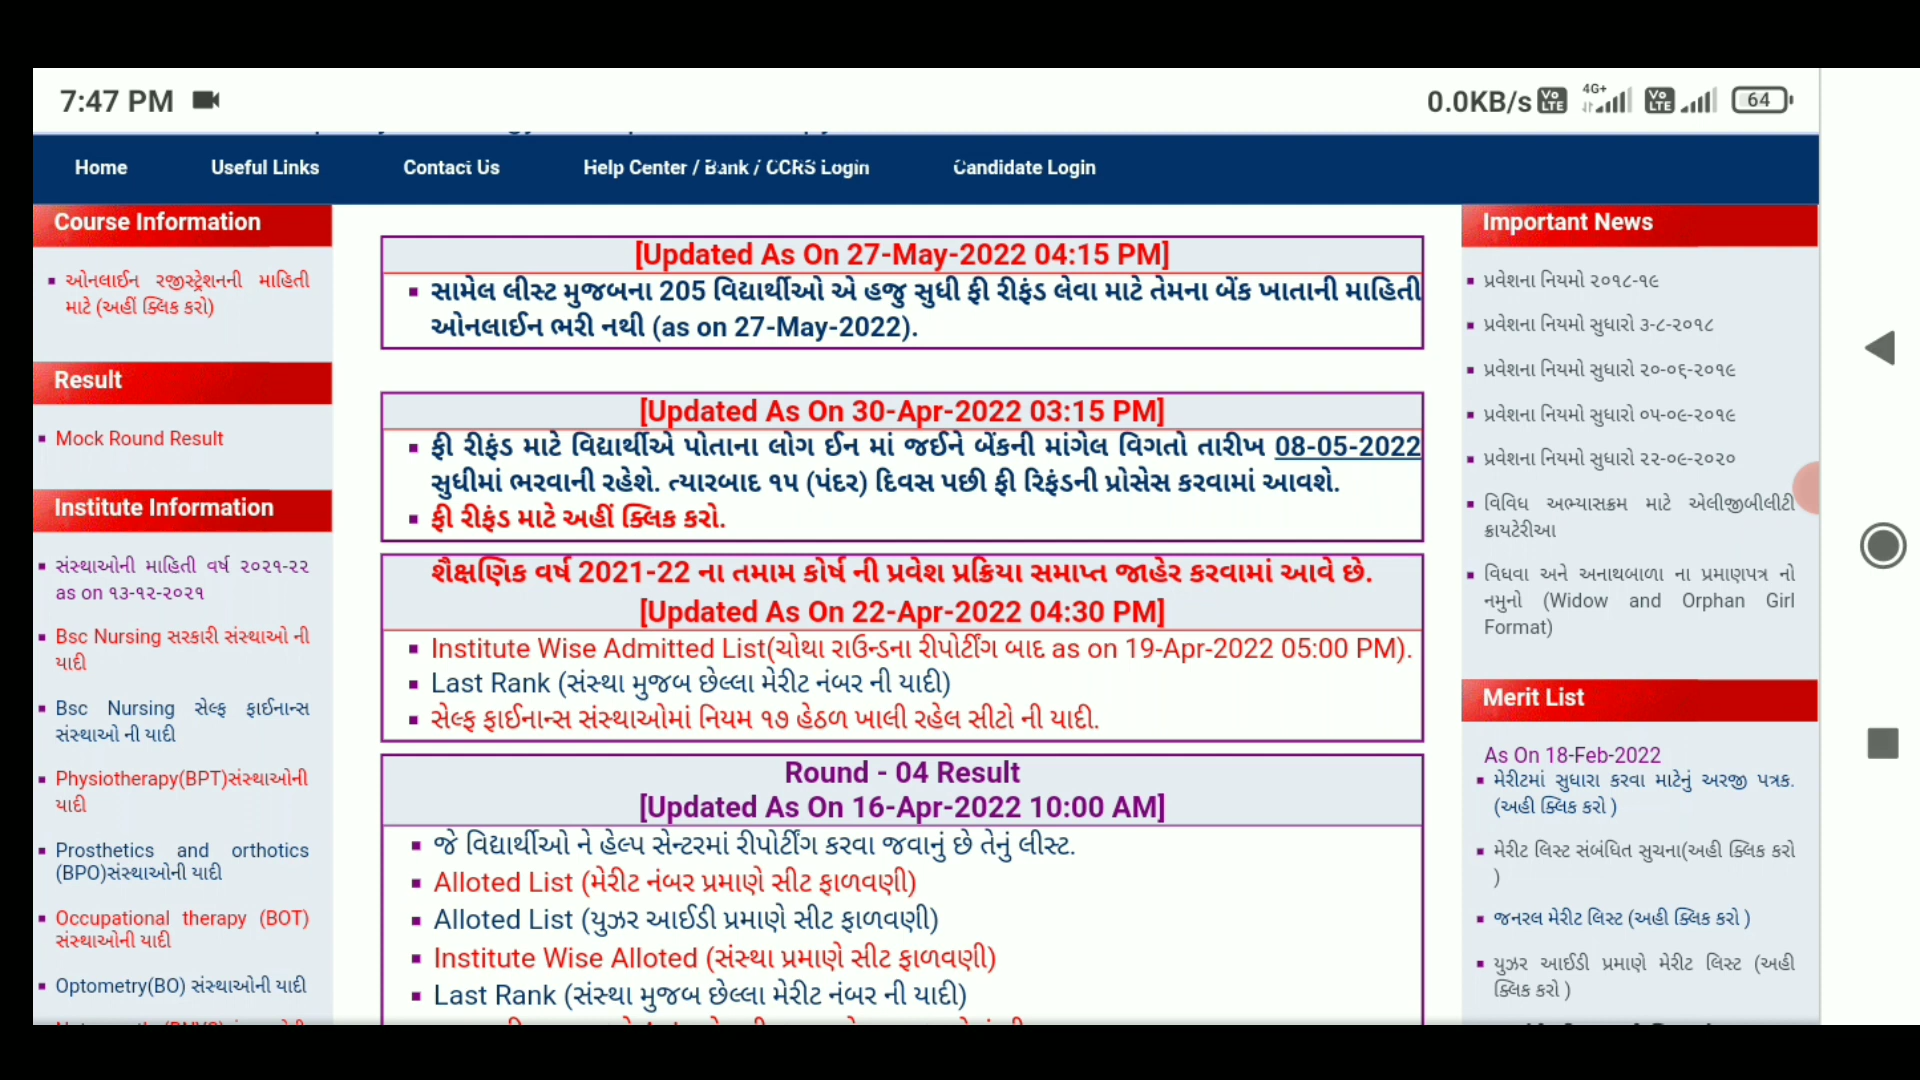 7:47 PM
0.0KB/s Vo LTE 4G+ Vo LTE 64
Home Useful Links Contact Us Help Center / Bank / CCRS Login Candidate Login
Course Information
ઓનલાઈન રજીસ્ટ્રેશનની માહિતી
માટે (અહીં ક્લિક કરો)
Result
Mock Round Result
Institute Information
સંસ્થાઓની માહિતી વર્ષ ૨૦૨૧-૨૨
as on ૧૩-૧૨-૨૦૨૧
Bsc Nursing સરકારી સંસ્થાઓ ની
યાદી
Bsc Nursing સેલ્ફ ફાઈનાન્સ
સંસ્થાઓ ની યાદી
Physiotherapy(BPT)સંસ્થાઓની
યાદી
Prosthetics and orthotics
(BPO)સંસ્થાઓની યાદી
Occupational therapy (BOT)
સંસ્થાઓની યાદી
Optometry(BO) સંસ્થાઓની યાદી
[Updated As On 27-May-2022 04:15 PM]
સામેલ લીસ્ટ મુજબના 205 વિદ્યાર્થીઓ એ હજુ સુધી ફી રીફંડ લેવા માટે તેમના બેંક ખાતાની માહિતી
ઓનલાઈન ભરી નથી (as on 27-May-2022).
[Updated As On 30-Apr-2022 03:15 PM]
ફી રીફંડ માટે વિદ્યાર્થીએ પોતાના લોગ ઈન માં જઈને બેંકની માંગેલ વિગતો તારીખ 08-05-2022
સુધીમાં ભરવાની રહેશે. ત્યારબાદ ૧૫ (પંદર) દિવસ પછી ફી રિફંડની પ્રોસેસ કરવામાં આવશે.
ફી રીફંડ માટે અહીં ક્લિક કરો.
શૈક્ષણિક વર્ષ 2021-22 ના તમામ કોર્ષ ની પ્રવેશ પ્રક્રિયા સમાપ્ત જાહેર કરવામાં આવે છે.
[Updated As On 22-Apr-2022 04:30 PM]
Institute Wise Admitted List(ચોથા રાઉન્ડના રીપોર્ટીંગ બાદ as on 19-Apr-2022 05:00 PM).
Last Rank (સંસ્થા મુજબ છેલ્લા મેરીટ નંબર ની યાદી)
સેલ્ફ ફાઈનાન્સ સંસ્થાઓમાં નિયમ ૧૭ હેઠળ ખાલી રહેલ સીટો ની યાદી.
Round - 04 Result
[Updated As On 16-Apr-2022 10:00 AM]
જે વિદ્યાર્થીઓ ને હેલ્પ સેન્ટરમાં રીપોર્ટીંગ કરવા જવાનું છે તેનું લીસ્ટ.
Alloted List (મેરીટ નંબર પ્રમાણે સીટ ફાળવણી)
Alloted List (યુઝર આઈડી પ્રમાણે સીટ ફાળવણી)
Institute Wise Alloted (સંસ્થા પ્રમાણે સીટ ફાળવણી)
Last Rank (સંસ્થા મુજબ છેલ્લા મેરીટ નંબર ની યાદી)
Important News
પ્રવેશના નિયમો ૨૦૧૮-૧૯
પ્રવેશના નિયમો સુધારો ૩-૮-૨૦૧૮
પ્રવેશના નિયમો સુધારો ૨૦-૦૬-૨૦૧૯
પ્રવેશના નિયમો સુધારો ૦૫-૦૯-૨૦૧૯
પ્રવેશના નિયમો સુધારો ૨૨-૦૯-૨૦૨૦
વિવિધ અભ્યાસક્રમ માટે એલીજીબીલીટી
ક્રાયટેરીઆ
વિધવા અને અનાથબાળા ના પ્રમાણપત્ર નો
નમુનો (Widow and Orphan Girl
Format)
Merit List
As On 18-Feb-2022
મેરીટમાં સુધારા કરવા માટેનું અરજી પત્રક.
(અહી ક્લિક કરો )
મેરીટ લિસ્ટ સંબંધિત સુચના(અહી ક્લિક કરો
)
જનરલ મેરીટ લિસ્ટ (અહી ક્લિક કરો )
યુઝર આઈડી પ્રમાણે મેરીટ લિસ્ટ (અહી
ક્લિક કરો )